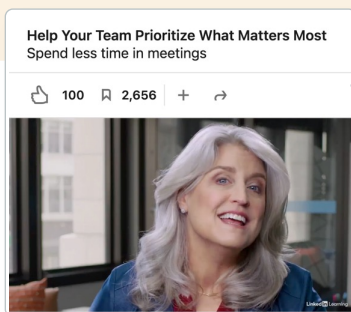 Help Your Team Prioritize What Matters Most
Spend less time in meetings
100 2,656
LinkedIn Learning